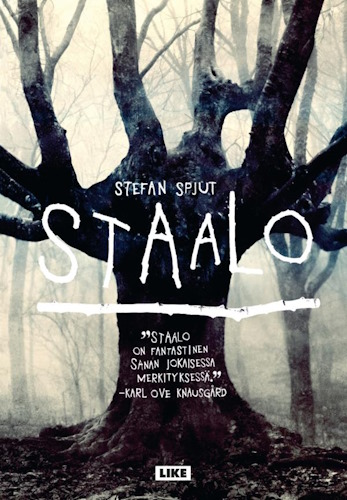 STEFAN SPJUT
STAALO
”STAALO
ON FANTASTINEN
SANAN JOKAISESSA
MERKITYKSESSÄ.”
–KARL OVE KNAUSGÅRD
LIKE